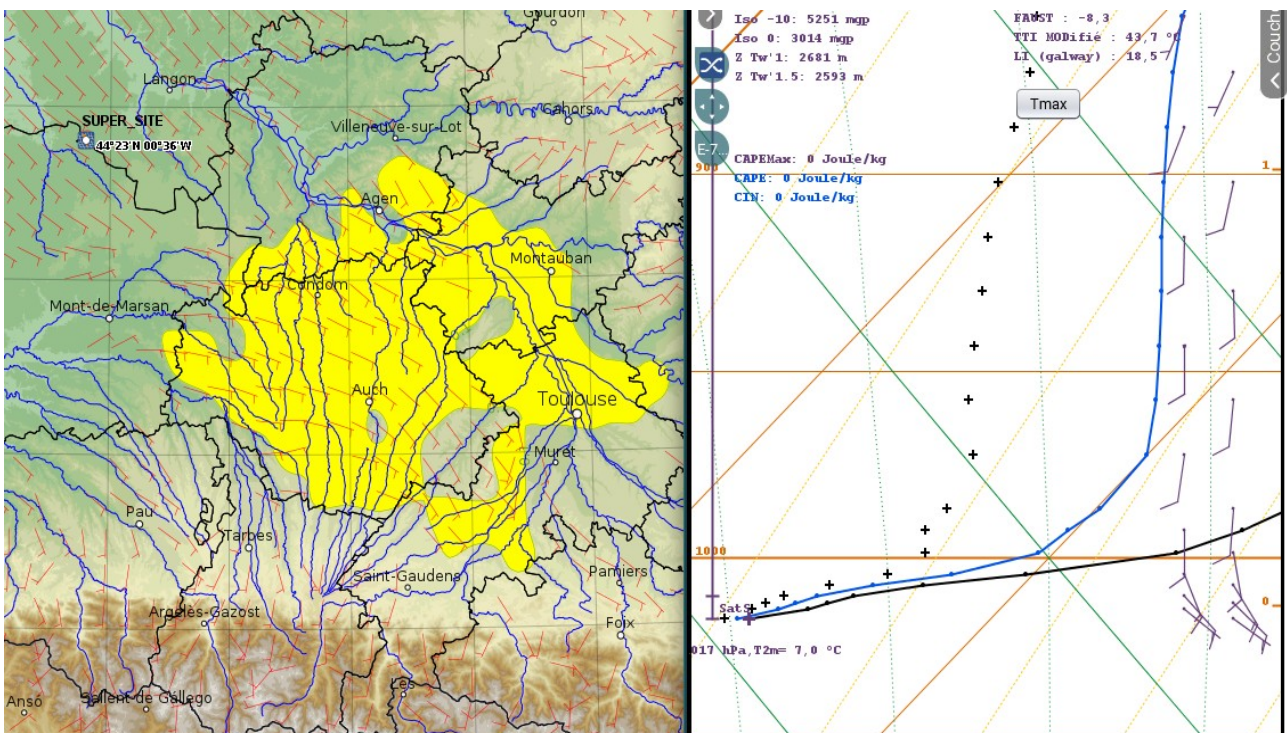 Gourdon
Langon
SUPER_SITE
44°23'N 00°36'W
Cahors
Villeneuve-sur-Lot
Agen
Montauban
Condom
Mont-de-Marsan
Auch
Toulouse
Muret
Pau
Tarbes
Saint-Gaudens
Pamiers
Argelès-Gazost
Foix
Les
Ansó
Sallent de Gállego
Iso -10: 5251 mgp
Iso 0: 3014 mgp
Z Tw'1: 2681 m
Z Tw'1.5: 2593 m
FAUST : -8,3
TTI MODifié : 43,7 °C
LI (galway) : 18,5
Couch
Tmax
E-7...
900
CAPEMax: 0 Joule/kg
CAPE: 0 Joule/kg
CIN: 0 Joule/kg
1...
1000
0
SatS
017 hPa,T2m= 7,0 °C